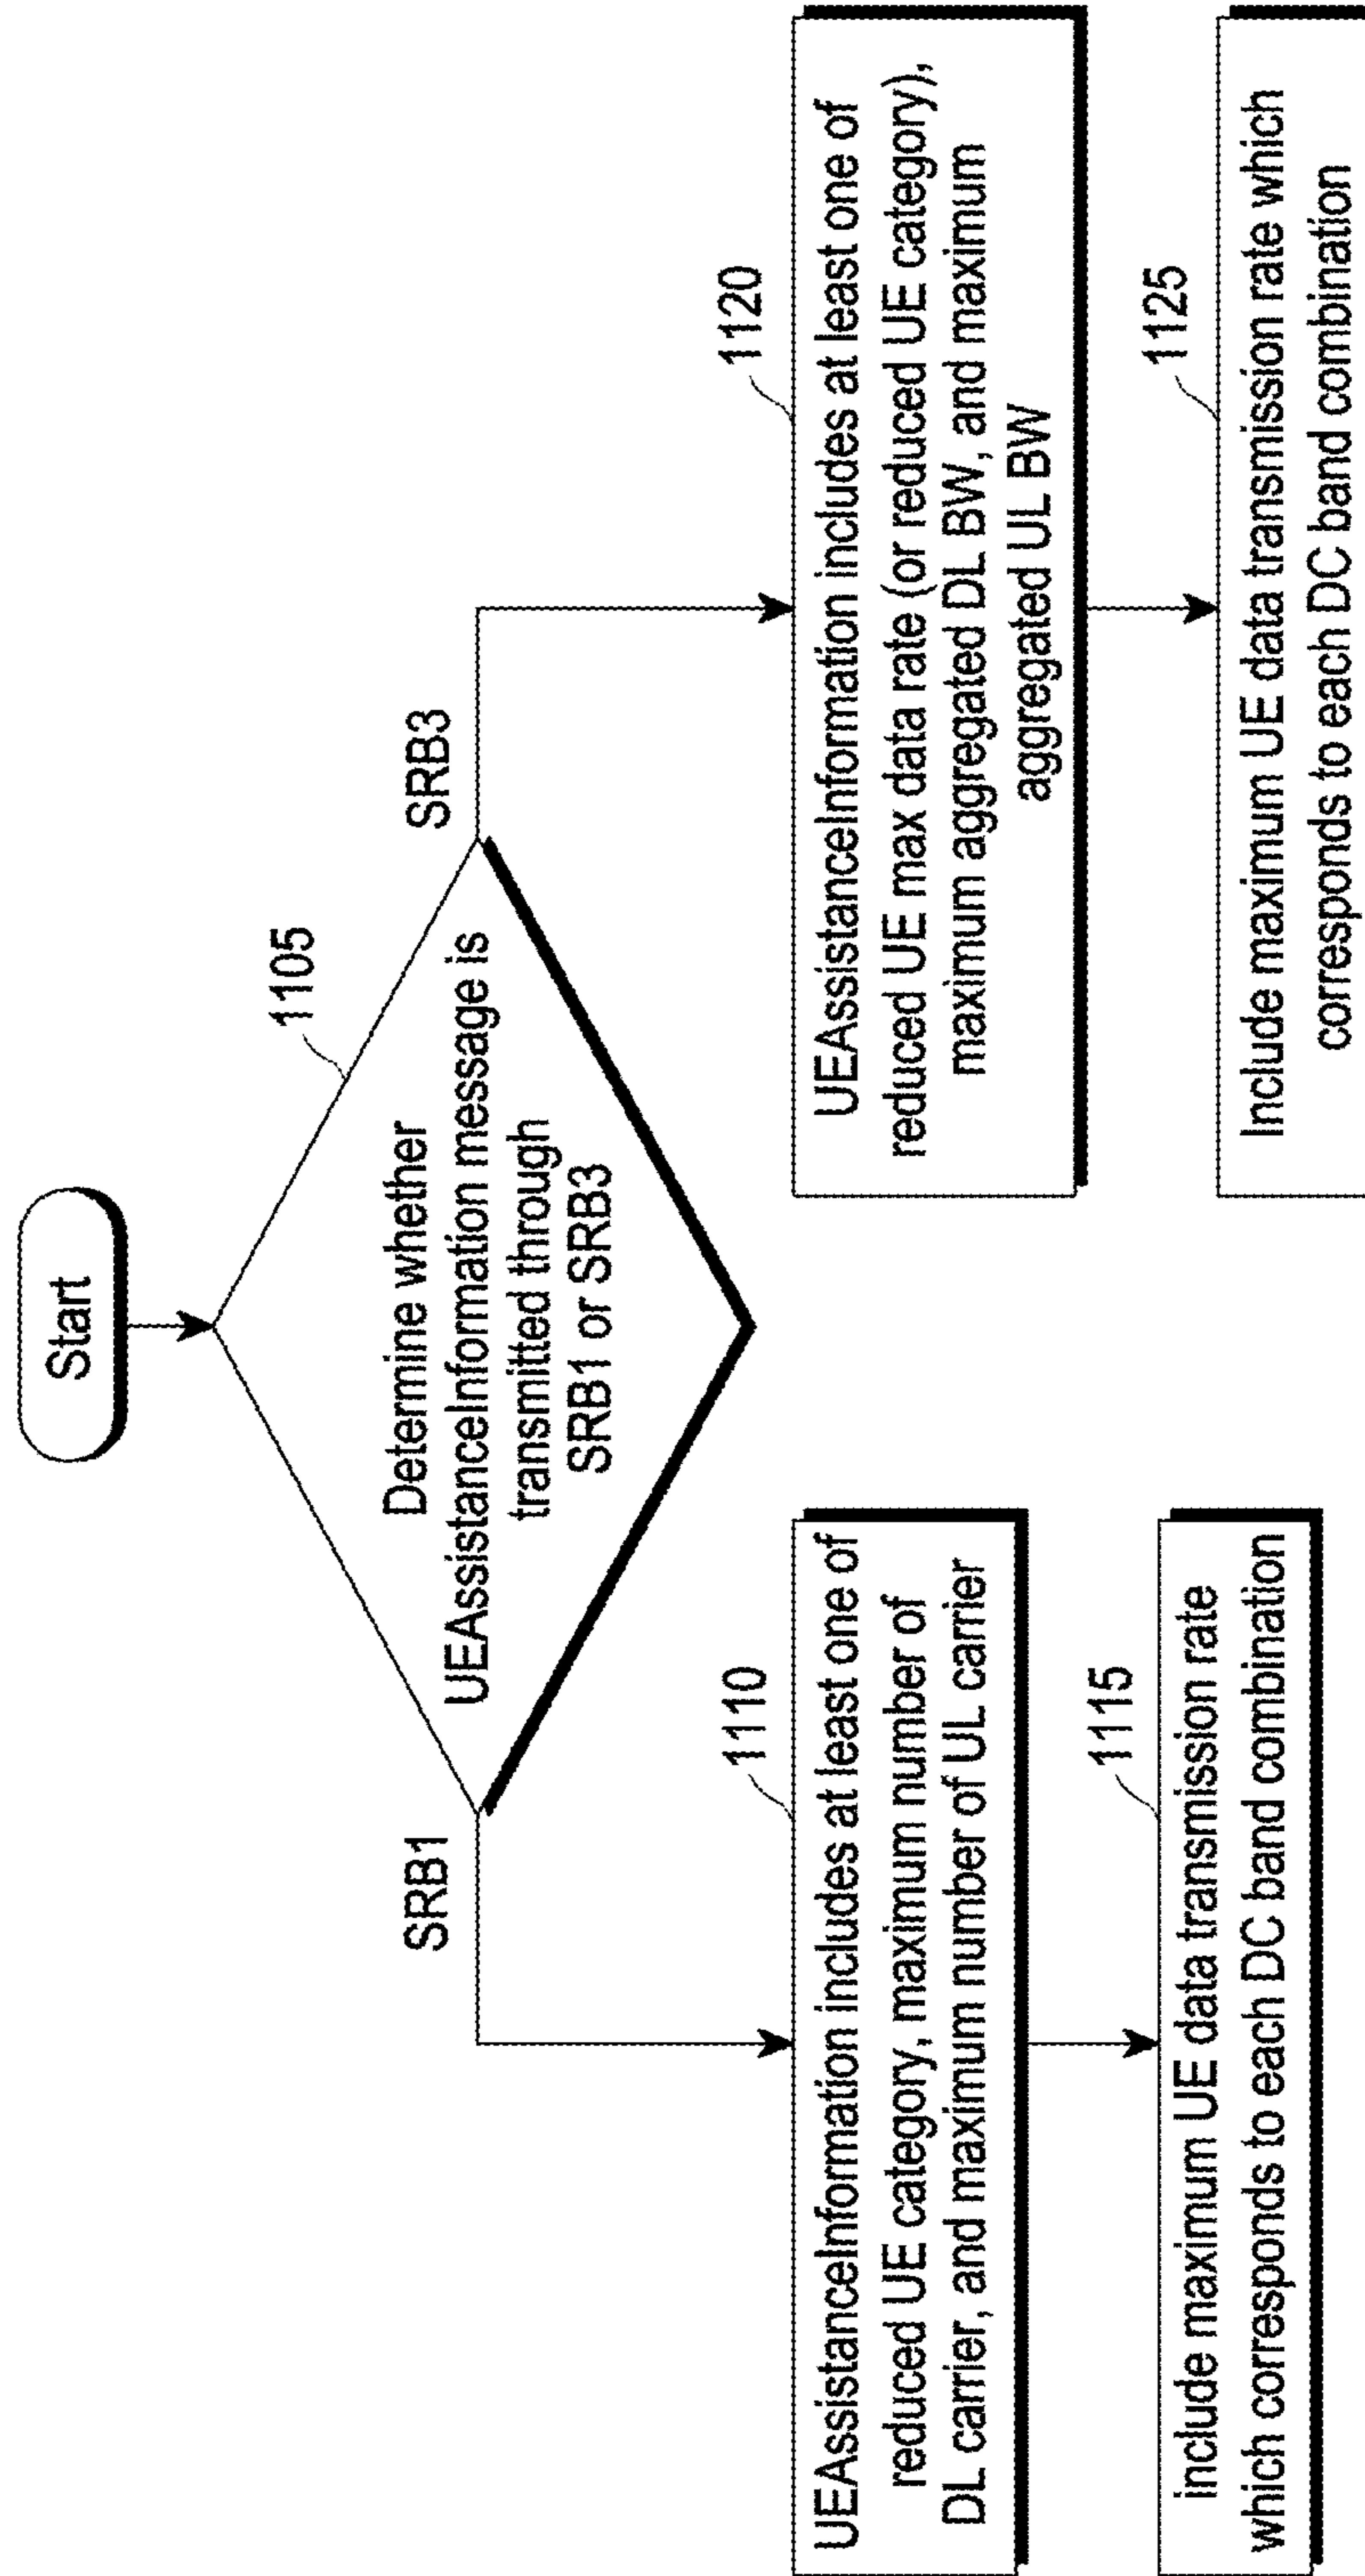 Start
1105
Determine whether
UEAssistanceInformation message is
transmitted through
SRB1 or SRB3
SRB1
SRB3
1110
UEAssistanceInformation includes at least one of
reduced UE category, maximum number of
DL carrier, and maximum number of UL carrier
1115
include maximum UE data transmission rate
which corresponds to each DC band combination
1120
UEAssistanceInformation includes at least one of
reduced UE max data rate (or reduced UE category),
maximum aggregated DL BW, and maximum
aggregated UL BW
1125
Include maximum UE data transmission rate which
corresponds to each DC band combination